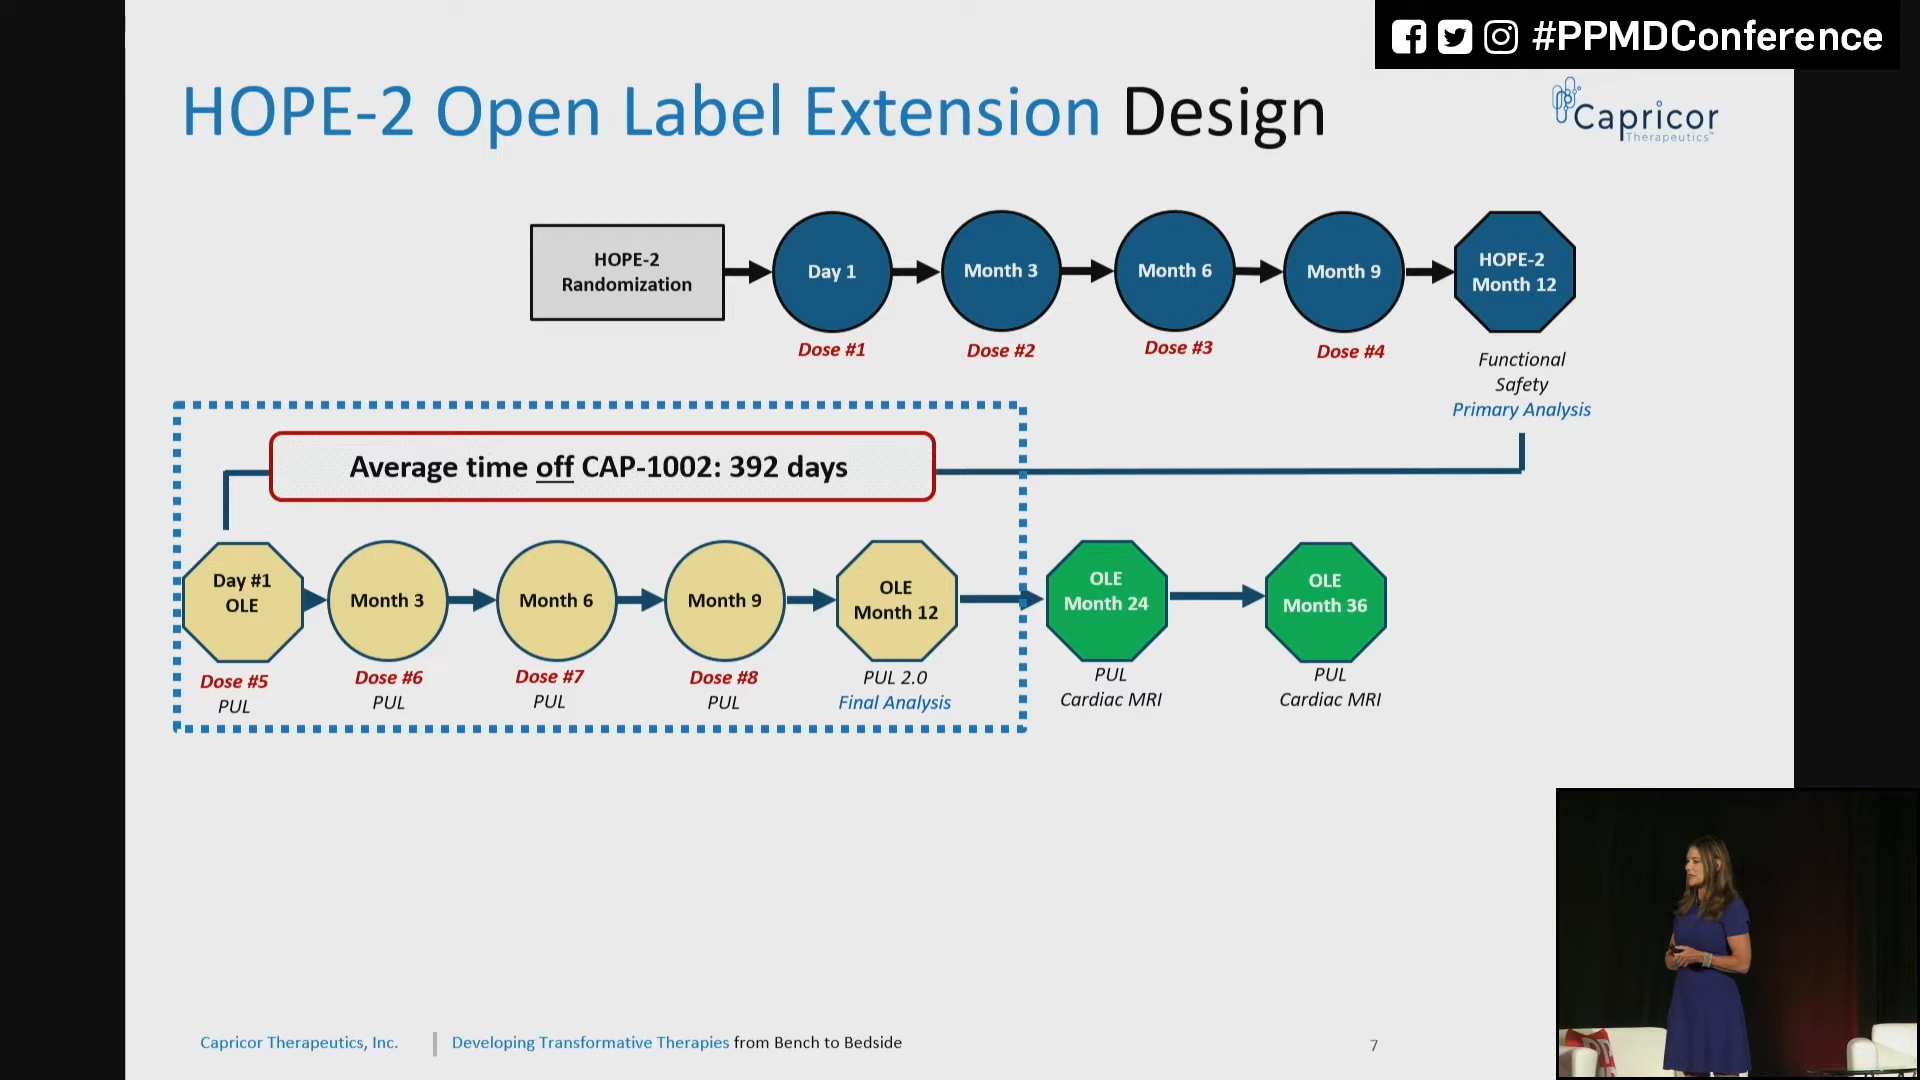 #PPMDConference
HOPE-2 Open Label Extension Design
Capricor
Therapeutics™
HOPE-2
Randomization
Day 1
Month 3
Month 6
Month 9
HOPE-2
Month 12
Dose #1
Dose #2
Dose #3
Dose #4
Functional
Safety
Primary Analysis
Average time off CAP-1002: 392 days
Day #1
OLE
Month 3
Month 6
Month 9
OLE
Month 12
OLE
Month 24
OLE
Month 36
Dose #5
PUL
Dose #6
PUL
Dose #7
PUL
Dose #8
PUL
PUL 2.0
Final Analysis
PUL
Cardiac MRI
PUL
Cardiac MRI
Capricor Therapeutics, Inc.
Developing Transformative Therapies from Bench to Bedside
7